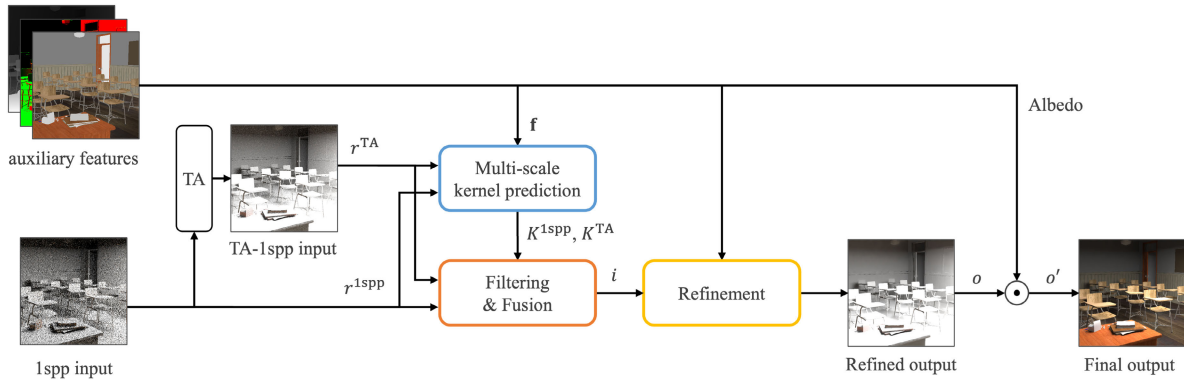 auxiliary features
TA
TA-1spp input
1spp input
r^TA
r^1spp
f
Multi-scale
kernel prediction
K^1spp, K^TA
Filtering
& Fusion
i
Refinement
Refined output
o
Albedo
o′
Final output